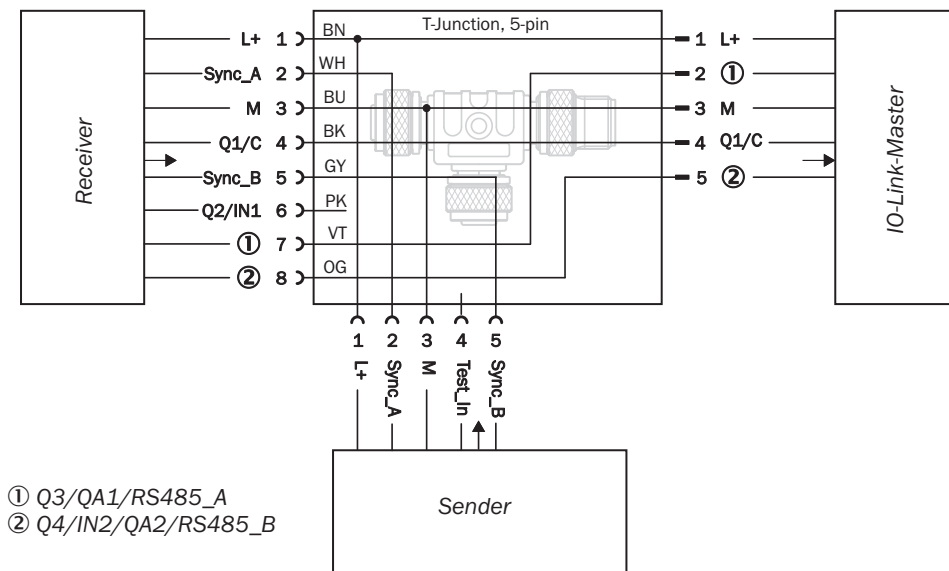 T-Junction, 5-pin
Receiver
L+ 1 BN
Sync_A 2 WH
M 3 BU
Q1/C 4 BK
Sync_B 5 GY
Q2/IN1 6 PK
① 7 VT
② 8 OG
1 L+
2 ①
3 M
4 Q1/C
5 ②
IO-Link-Master
1 2 3 4 5
L+ Sync_A M Test_In Sync_B
Sender
① Q3/QA1/RS485_A
② Q4/IN2/QA2/RS485_B